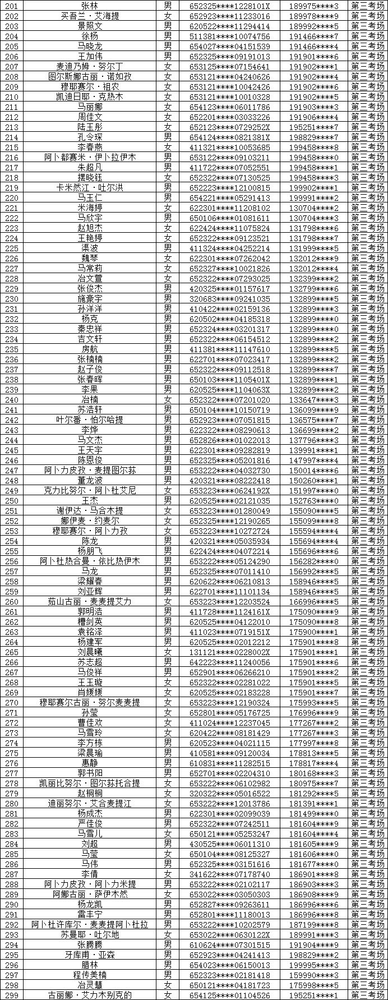 201 张林 男 652325****1228101X 189975****3 第三考场
202 买吾兰·艾海提 女 652923****11233016 189978****9 第三考场
203 景照文 男 620522****11294414 189992****5 第三考场
204 徐杨 男 511381****10074756 191466****7 第三考场
205 马晓龙 男 654027****04151539 191466****4 第三考场
206 王加伟 男 652325****09191013 191901****6 第三考场
207 麦迪乃姆·努尔丁 女 653125****07154641 191902****1 第三考场
208 图尔斯娜古丽·诺如孜 女 653121****04240626 191902****4 第三考场
209 穆耶赛尔·祖农 女 653121****10042426 191902****6 第三考场
210 凯迪日耶·克热木 女 653121****10010328 191902****5 第三考场
211 马丽娜 女 654123****06011786 191903****3 第三考场
212 周佳文 女 652201****03033226 191906****4 第三考场
213 陆玉彤 女 652123****0729252X 195251****7 第三考场
214 孔令琛 男 654124****0821381X 198829****7 第三考场
215 李春燕 女 411321****10053685 199458****8 第三考场
216 阿卜都赛米·伊卜拉伊木 男 653122****09103211 199458****0 第三考场
217 朱超凡 男 411722****07052551 199458****1 第三考场
218 摆晓钰 女 652322****07130525 199458****3 第三考场
219 卡米然江·吐尔洪 男 652223****12100815 199902****1 第三考场
220 马玉仁 男 654221****05291413 199991****2 第三考场
221 米海婷 女 622301****11208102 130704****2 第三考场
222 马欣宇 男 650106****01081611 130704****3 第三考场
223 赵旭杰 女 622424****11075824 131798****6 第三考场
224 王艳婷 女 652322****09123521 131798****7 第三考场
225 渠波 男 411324****04252214 131999****5 第三考场
226 魏琴 女 622301****07262042 132012****9 第三考场
227 马常莉 女 652327****10021826 132012****4 第三考场
228 冶文萱 女 652322****07293025 132399****2 第三考场
229 张俊杰 男 420325****01157617 132799****6 第三考场
230 施豪宇 男 320683****09241035 132899****5 第三考场
231 孙洋洋 男 410422****02159136 132899****3 第三考场
232 杨克 男 620502****04185318 132899****0 第三考场
233 秦忠祥 男 652324****03201317 132899****0 第三考场
234 吉文轩 男 652322****06154512 132899****2 第三考场
235 房航 男 411381****11147610 132899****5 第三考场
236 张楠楠 男 622701****07023417 132899****2 第三考场
237 赵子俊 男 652322****09112518 132899****7 第三考场
238 张春晖 男 650103****1105401X 132899****1 第三考场
239 李果 男 620525****1104063X 132899****2 第三考场
240 冶楠 女 652322****07201020 133647****3 第三考场
241 苏浩轩 男 650104****10150719 136099****9 第三考场
242 叶尔番·怕尔哈提 男 652923****07051815 136575****7 第三考场
243 李烨 男 622322****08290613 136699****2 第三考场
244 马文杰 男 652826****01022013 137796****3 第三考场
245 王天宇 男 622301****09282819 139991****1 第三考场
246 陈恩俊 男 652325****05201816 147997****4 第三考场
247 阿卜力皮孜·麦提图尔荪 男 653222****04032730 150014****6 第三考场
248 董龙波 男 420321****08222418 150260****1 第三考场
249 克力比努尔·阿卜杜艾尼 女 653223****0624192X 151997****0 第三考场
250 王杰 男 620525****02121035 152763****0 第三考场
251 谢伊达·马合木提 女 653223****01280049 155090****5 第三考场
252 娜伊麦·约麦尔 女 652325****12190265 155099****8 第三考场
253 穆耶赛尔·阿卜力孜 女 653223****10272724 155594****4 第三考场
254 陈龙 男 420321****05035934 155694****4 第三考场
255 杨朋飞 男 622424****04072214 155696****6 第三考场
256 阿卜杜热合曼·依比热伊木 男 653222****05124290 156282****0 第三考场
257 马龙 男 652325****07011410 156992****5 第三考场
258 梁耀春 男 620622****06210813 158946****5 第三考场
259 刘亚辉 男 622701****11101134 158946****5 第三考场
260 茹山古丽·麦麦提艾力 女 653223****12203524 166996****5 第三考场
261 郭明浩 男 411728****1124161X 175090****9 第三考场
262 糟剑英 男 620525****04122010 175090****8 第三考场
263 袁铭泽 男 411023****0719151X 175900****1 第三考场
264 杨建军 男 620525****02012212 175901****8 第三考场
265 刘晨曦 女 131121****0228002X 175901****1 第三考场
266 苏志超 男 642223****11240056 175901****6 第三考场
267 马俊祥 男 652901****06266210 175901****2 第三考场
268 王玉璇 女 652322****02281022 175901****5 第三考场
269 肖媛媛 女 620525****02183228 175901****7 第三考场
270 穆耶赛尔古丽·努尔麦麦提 女 653223****12190324 175993****5 第三考场
271 孙莹 女 652801****05176725 176996****9 第三考场
272 曹佳欢 女 411024****12237045 177267****2 第三考场
273 马雪玲 女 620422****08181429 177267****3 第三考场
274 李方栋 男 620523****04021115 177997****8 第三考场
275 梁晨瑜 男 410581****09120034 178813****5 第三考场
276 惠静 男 610831****11282515 178817****4 第三考场
277 郭书阳 男 652701****02204310 180168****3 第三考场
278 凯丽比努尔·图尔荪托合提 女 653222****06102982 180975****7 第三考场
279 赵桐桐 女 320322****05016522 181292****5 第三考场
280 迪丽努尔·艾合麦提江 女 653222****12013786 181391****1 第三考场
281 杨成杰 男 622301****02099039 181499****0 第三考场
282 严佳俊 男 652322****07242511 181604****9 第三考场
283 马雪儿 女 650121****05253247 181604****4 第三考场
284 刘超 男 430525****06011310 181605****9 第三考场
285 马莹 女 650104****08125327 181606****0 第三考场
286 马伟 男 652325****03151616 181677****0 第三考场
287 李倩 女 341622****07178740 186901****8 第三考场
288 阿卜力皮孜·阿卜力米提 男 653222****02102117 186903****3 第三考场
289 阿娜古丽·萨伊木然 女 653022****03050303 186908****9 第三考场
290 杨龙凯 男 652827****09263611 186996****6 第三考场
291 雷丰宁 男 652801****11180013 186996****8 第三考场
292 阿卜杜许库尔·麦麦提阿卜杜拉 男 653222****10202579 187199****8 第三考场
293 苏曼耶·吐尔地 女 653022****0630122X 189991****3 第三考场
294 张腾腾 男 610624****07301515 191904****9 第三考场
295 牙库甫·亚森 男 652923****04241413 198829****2 第三考场
296 腊林 男 654023****06150013 199995****3 第三考场
297 程传美楠 男 652323****02181418 159990****3 第三考场
298 冶灵慧 女 650121****04181723 175998****5 第三考场
299 古丽娜·艾力木别克的 女 654125****01104526 195251****1 第三考场